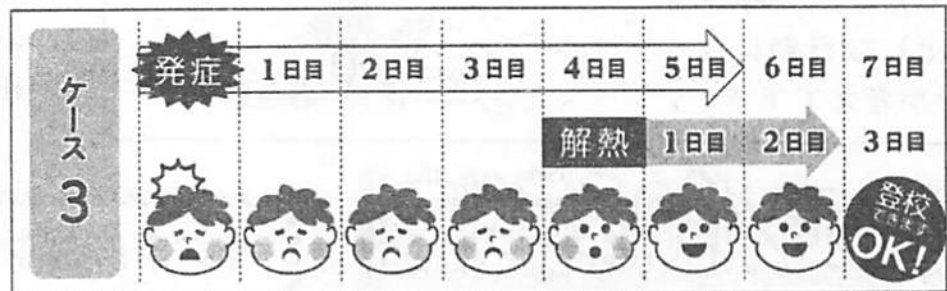 ケース3
発症 1日目 2日目 3日目 4日目 5日目 6日目 7日目
解熱 1日目 2日目 3日目
登校
できます
OK!